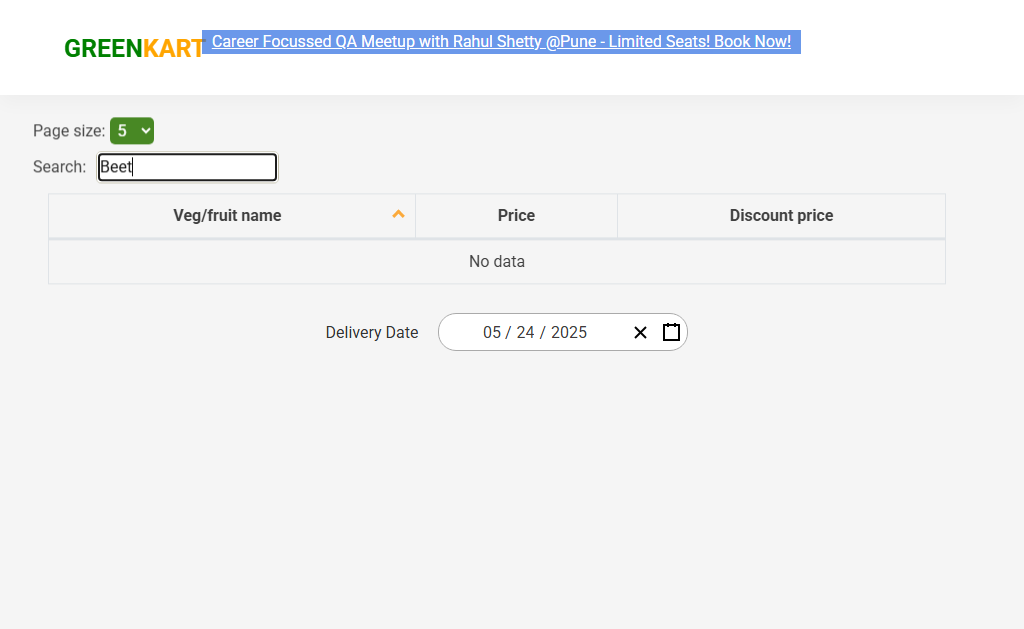 GREENKART
Career Focussed QA Meetup with Rahul Shetty @Pune - Limited Seats! Book Now!
Page size: 5
Search: Beet
Veg/fruit name Price Discount price
No data
Delivery Date 05 / 24 / 2025